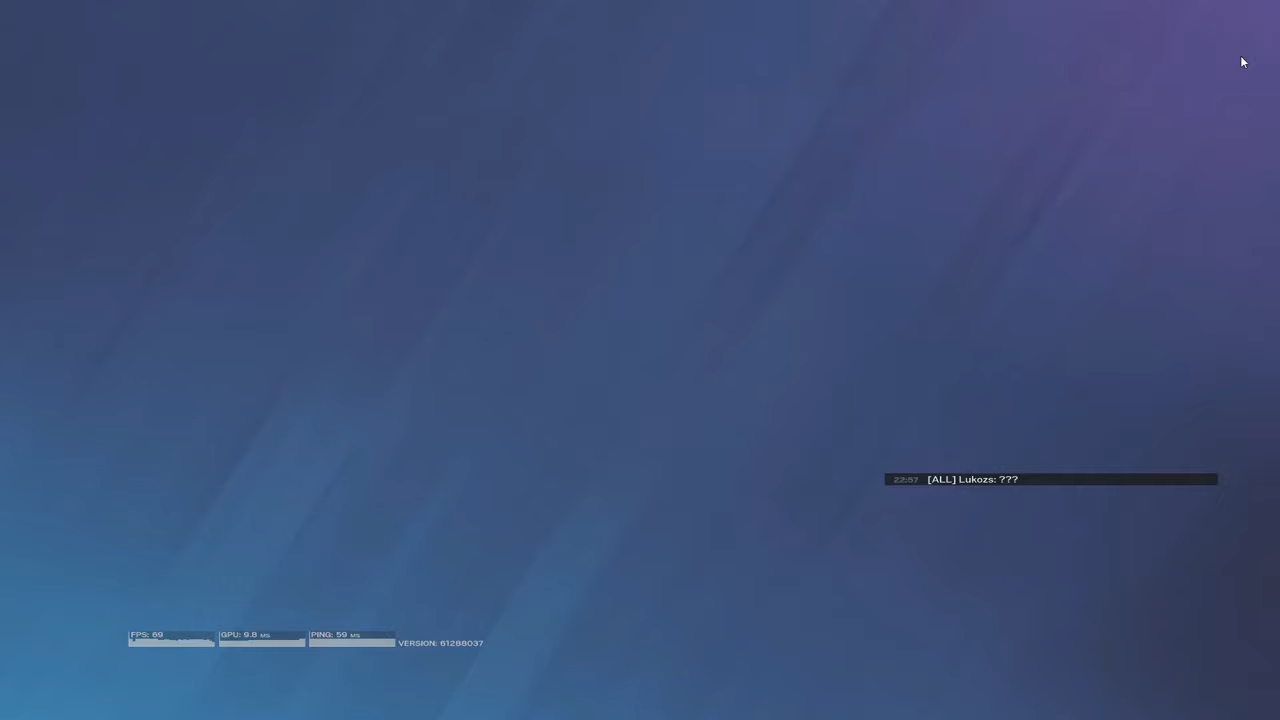 22:57 [ALL] Lukozs: ???
FPS: 69 GPU: 9.8 MS PING: 59 MS VERSION: 61288037